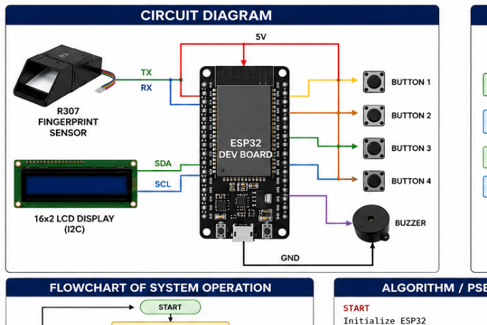 CIRCUIT DIAGRAM
5V
TX
RX
R307
FINGERPRINT
SENSOR
ESP32
DEV BOARD
BUTTON 1
BUTTON 2
BUTTON 3
BUTTON 4
SDA
SCL
16x2 LCD DISPLAY
(I2C)
BUZZER
GND
FLOWCHART OF SYSTEM OPERATION
START
ALGORITHM / PSE
START
Initialize ESP32